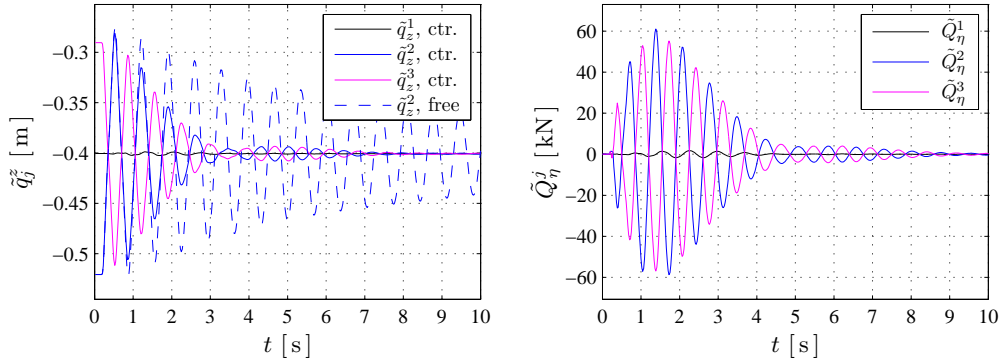 q̃_z^1, ctr.
q̃_z^2, ctr.
q̃_z^3, ctr.
q̃_z^2, free
−0.3
−0.35
−0.4
−0.45
−0.5
q̃_j^z [m]
0 1 2 3 4 5 6 7 8 9 10
t [s]
Q̃_η^1
Q̃_η^2
Q̃_η^3
60
40
20
0
−20
−40
−60
Q̃_η^j [kN]
0 1 2 3 4 5 6 7 8 9 10
t [s]